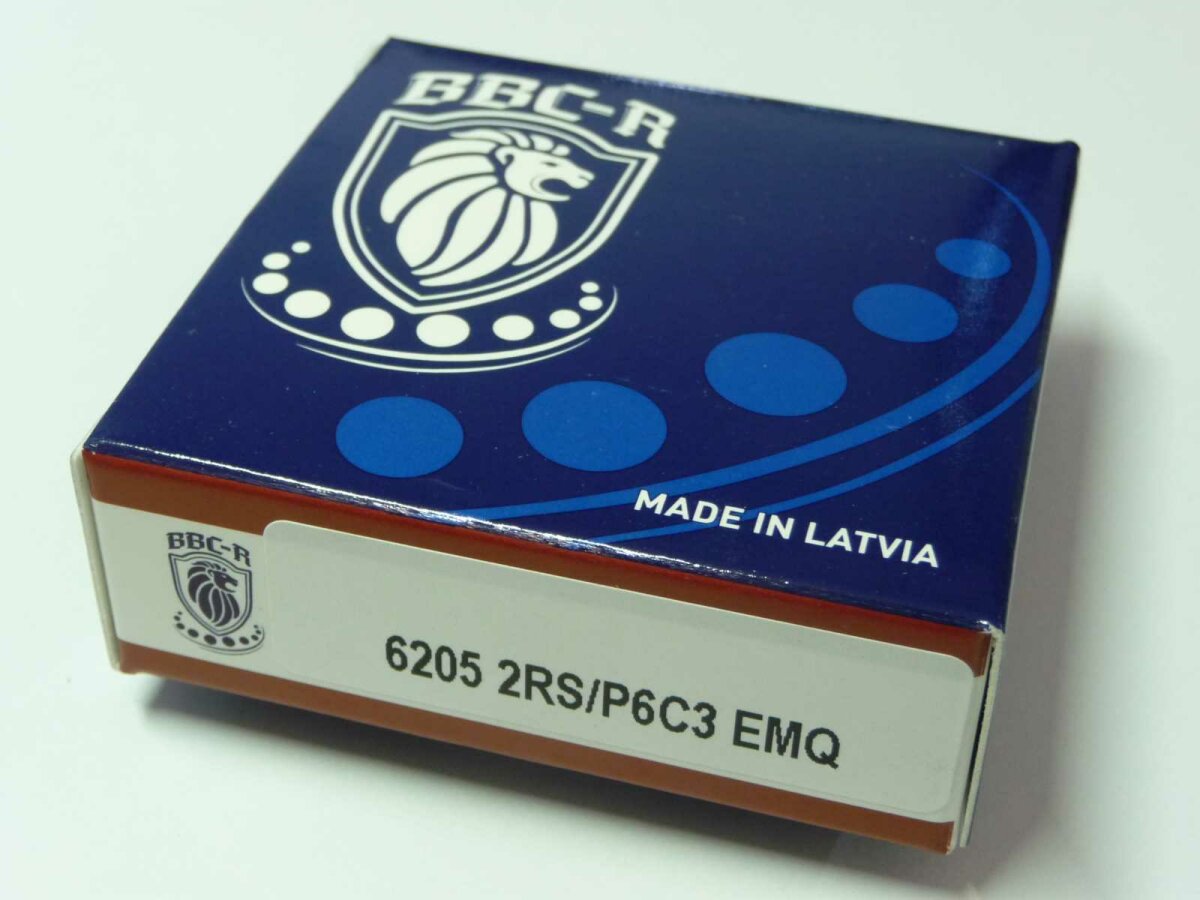 BBC-R
MADE IN LATVIA
BBC-R
6205 2RS/P6C3 EMQ